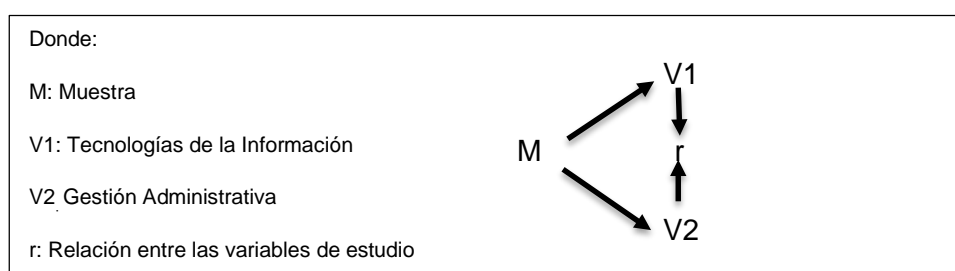 Donde:
M: Muestra
V1: Tecnologías de la Información
V2. Gestión Administrativa
r: Relación entre las variables de estudio
V1
M
r
V2